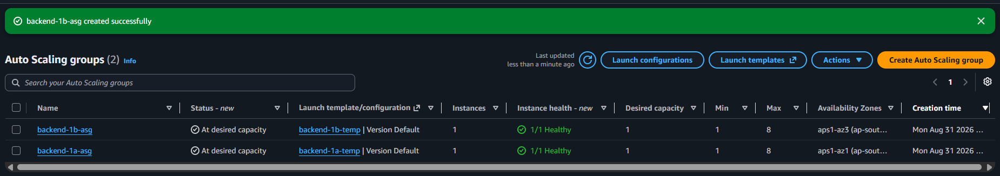 backend-1b-asg created successfully
Auto Scaling groups (2) Info
Last updated
less than a minute ago
Launch configurations
Launch templates
Actions
Create Auto Scaling group
Search your Auto Scaling groups
1
Name Status - new Launch template/configuration Instances Instance health - new Desired capacity Min Max Availability Zones Creation time
backend-1b-asg At desired capacity backend-1b-temp | Version Default 1 1/1 Healthy 1 1 8 aps1-az3 (ap-sout... Mon Aug 31 2026 ...
backend-1a-asg At desired capacity backend-1a-temp | Version Default 1 1/1 Healthy 1 1 8 aps1-az1 (ap-sout... Mon Aug 31 2026 ...